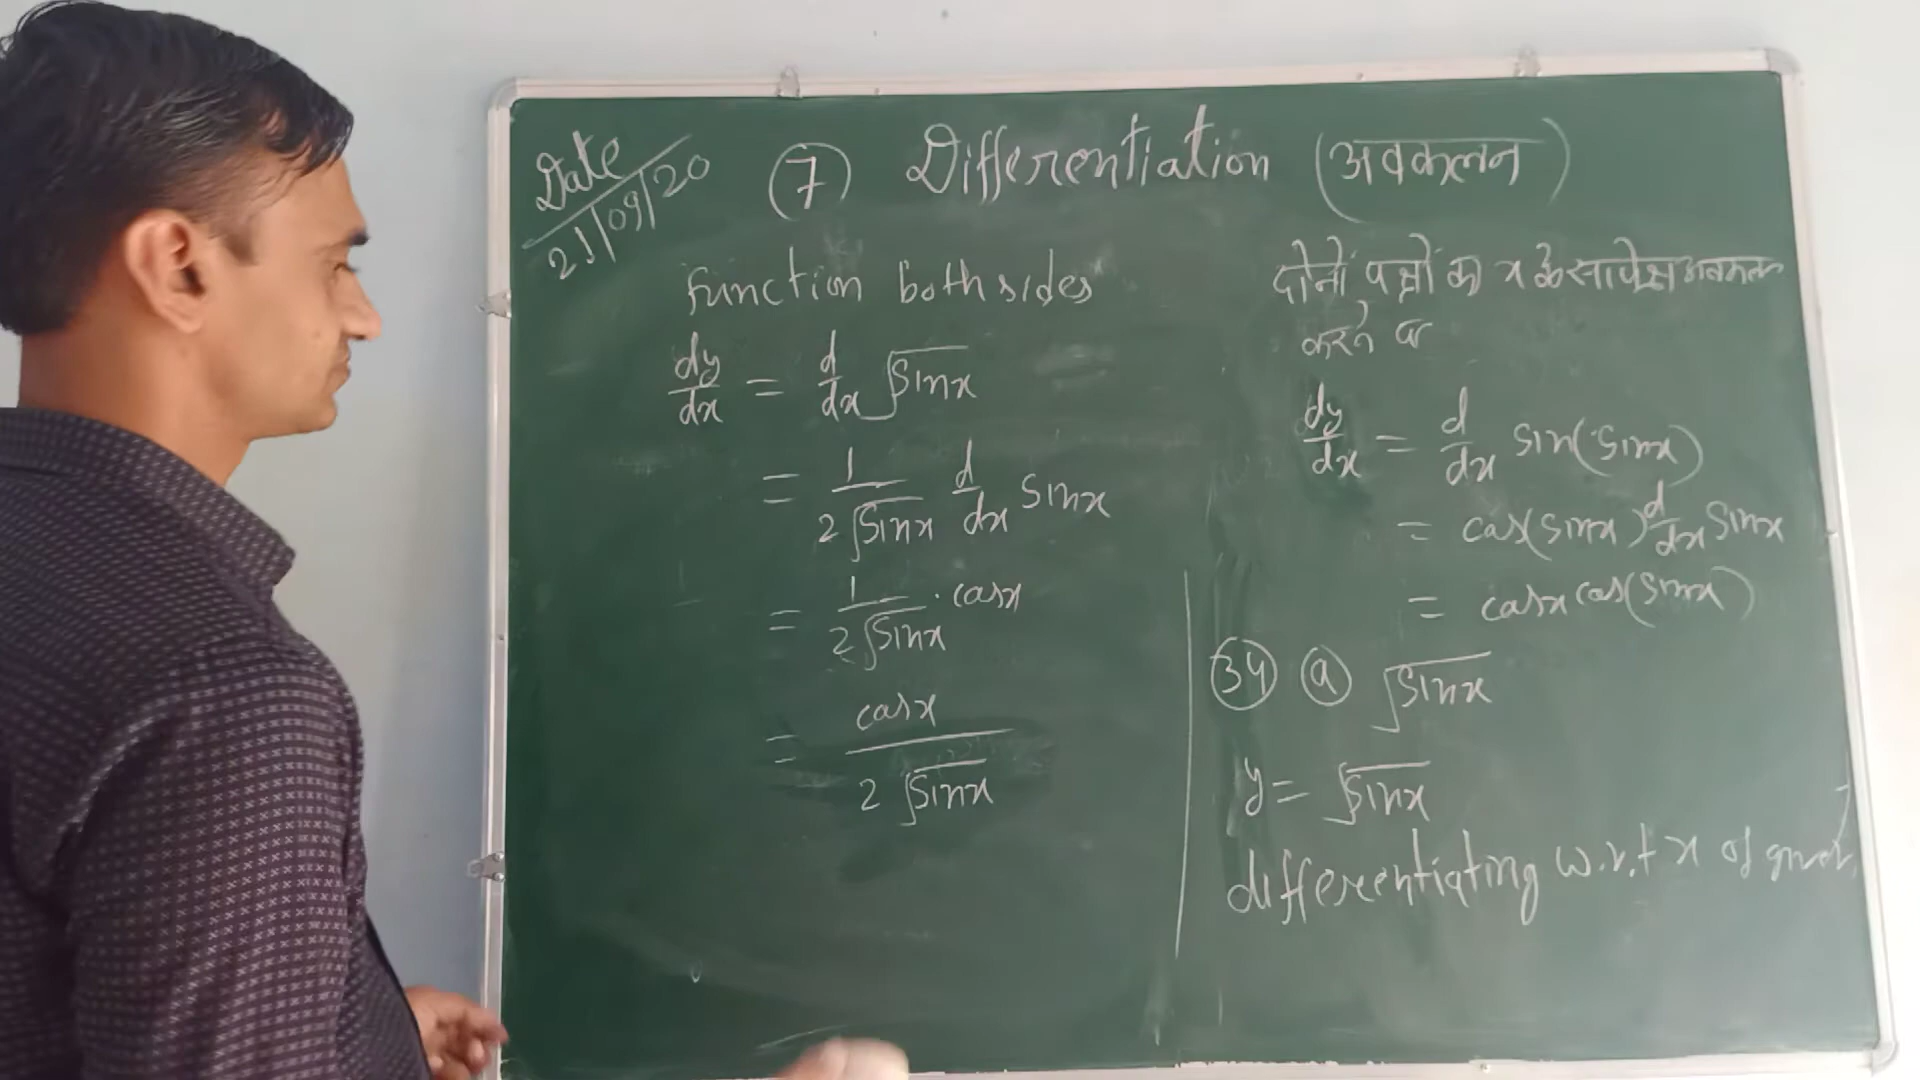 Date
21/09/20
(7) Differentiation (अवकलन)
दोनों पक्षों का x के सापेक्ष अवकलन
करने पर
dy/dx = d/dx sin(sinx)
= cos(sinx) d/dx sinx
= cosx cos(sinx)
(34) (a) √sinx
y = √sinx
differentiating w.r.t x of given
Function both sides
dy/dx = d/dx √sinx
= 1/2√sinx d/dx sinx
= 1/2√sinx . cosx
= cosx/2√sinx